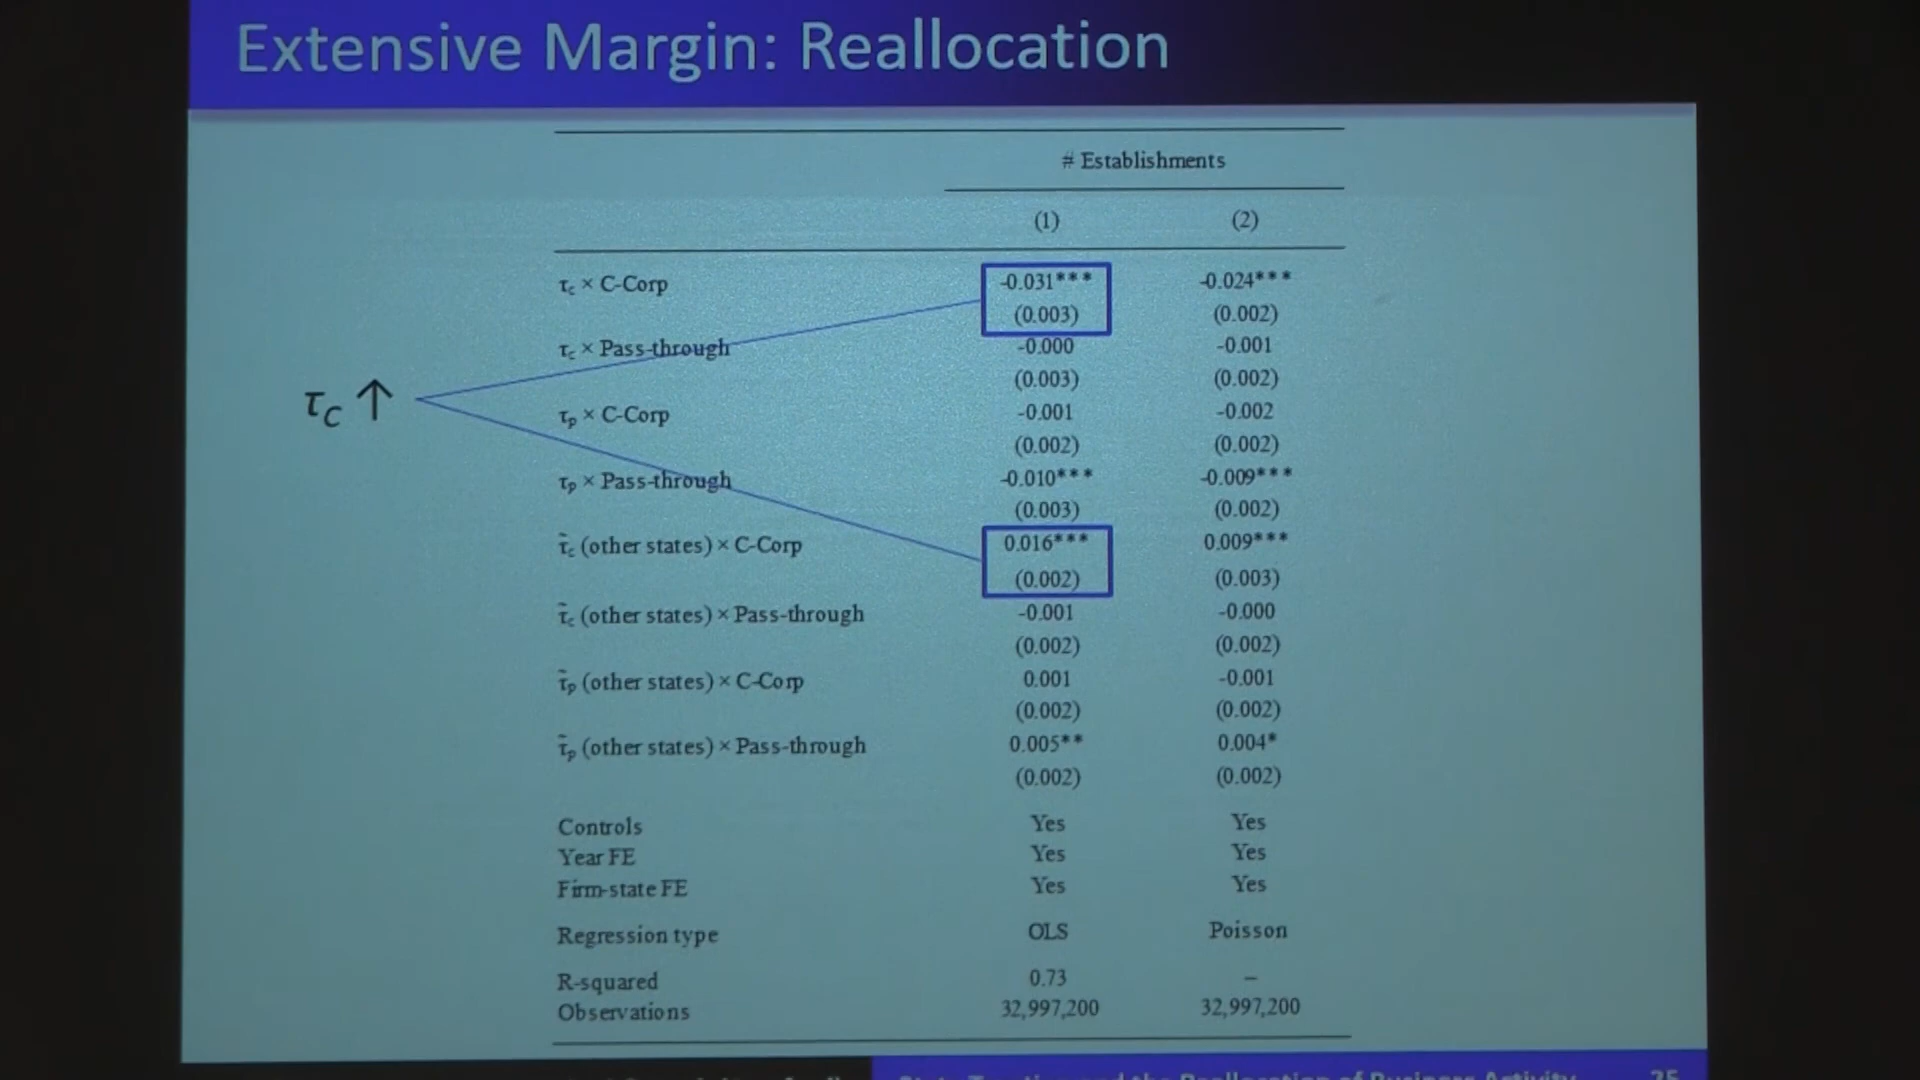 Extensive Margin: Reallocation
# Establishments
(1) (2)
τc × C-Corp -0.031*** -0.024***
(0.003) (0.002)
τc × Pass-through -0.000 -0.001
(0.003) (0.002)
τC ↑
τp × C-Corp -0.001 -0.002
(0.002) (0.002)
τp × Pass-through -0.010*** -0.009***
(0.003) (0.002)
τ̃c (other states) × C-Corp 0.016*** 0.009***
(0.002) (0.003)
τ̃c (other states) × Pass-through -0.001 -0.000
(0.002) (0.002)
τ̃p (other states) × C-Corp 0.001 -0.001
(0.002) (0.002)
τ̃p (other states) × Pass-through 0.005** 0.004*
(0.002) (0.002)
Controls Yes Yes
Year FE Yes Yes
Firm-state FE Yes Yes
Regression type OLS Poisson
R-squared 0.73 –
Observations 32,997,200 32,997,200
and the Reallocation of Business Activity